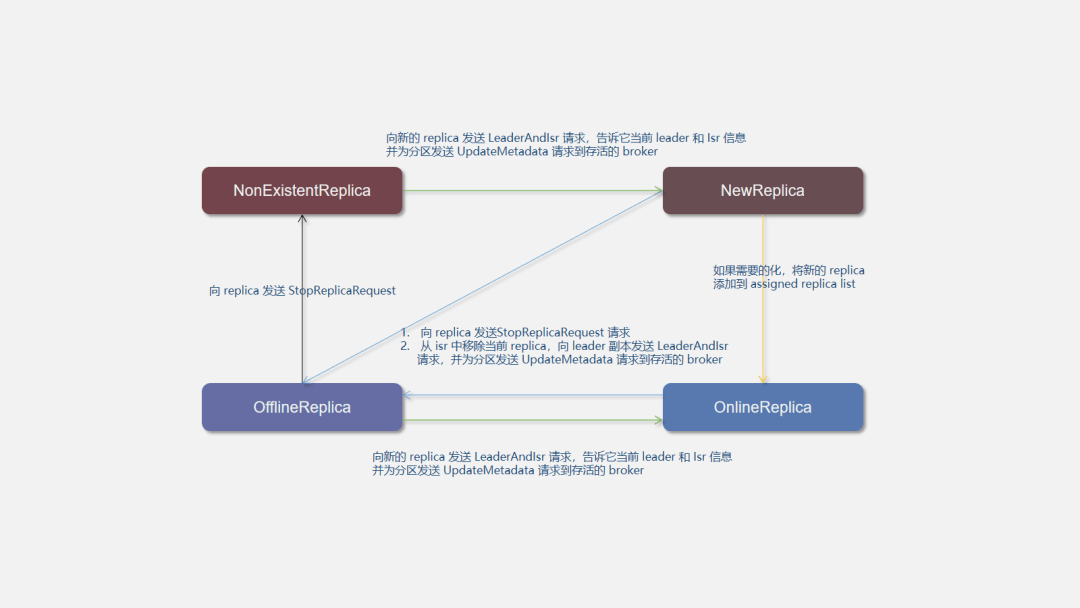 向新的 replica 发送 LeaderAndIsr 请求，告诉它当前 leader 和 Isr 信息
并为分区发送 UpdateMetadata 请求到存活的 broker
NonExistentReplica
NewReplica
如果需要的化，将新的 replica
添加到 assigned replica list
向 replica 发送 StopReplicaRequest
1. 向 replica 发送StopReplicaRequest 请求
2. 从 isr 中移除当前 replica，向 leader 副本发送 LeaderAndIsr
请求，并为分区发送 UpdateMetadata 请求到存活的 broker
OfflineReplica
OnlineReplica
向新的 replica 发送 LeaderAndIsr 请求，告诉它当前 leader 和 Isr 信息
并为分区发送 UpdateMetadata 请求到存活的 broker